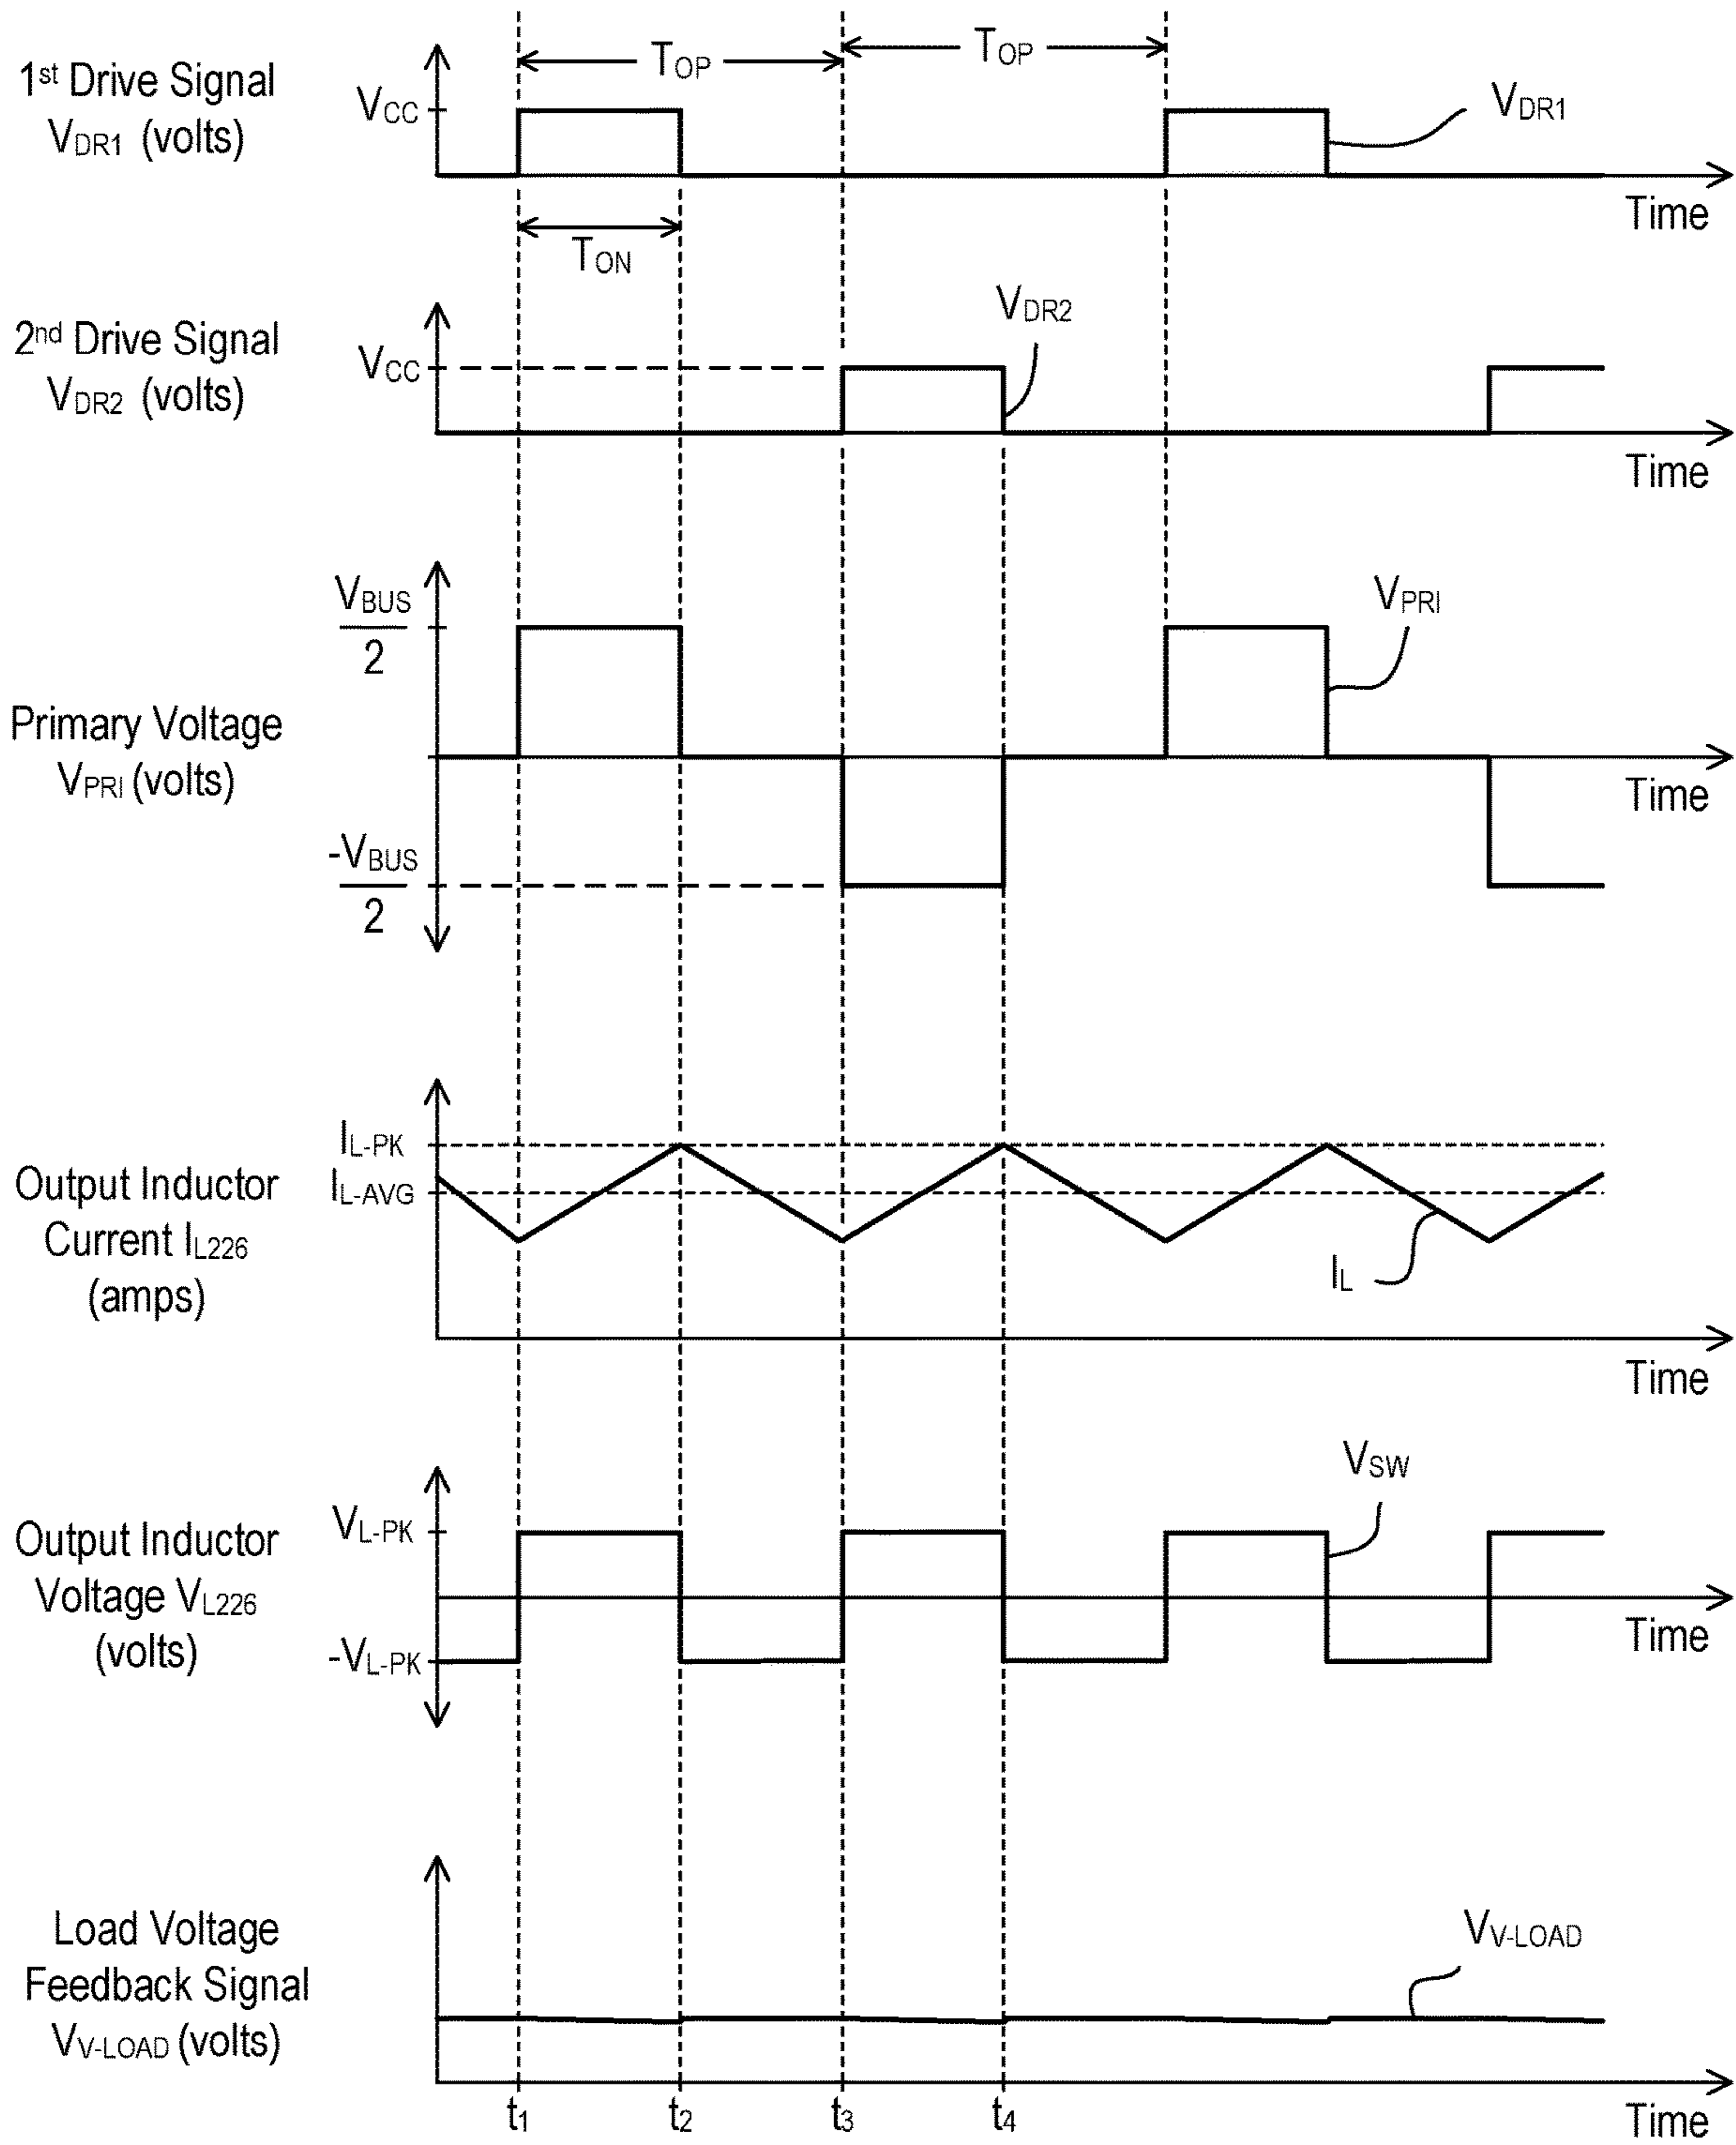 1st Drive Signal
VDR1 (volts)
VCC
TOP
TOP
VDR1
Time
TON
2nd Drive Signal
VDR2 (volts)
VCC
VDR2
Time
Primary Voltage
VPRI (volts)
VBUS
2
-VBUS
2
VPRI
Time
Output Inductor
Current IL226
(amps)
IL-PK
IL-AVG
IL
Time
Output Inductor
Voltage VL226
(volts)
VL-PK
-VL-PK
VSW
Time
Load Voltage
Feedback Signal
VV-LOAD (volts)
VV-LOAD
t1
t2
t3
t4
Time